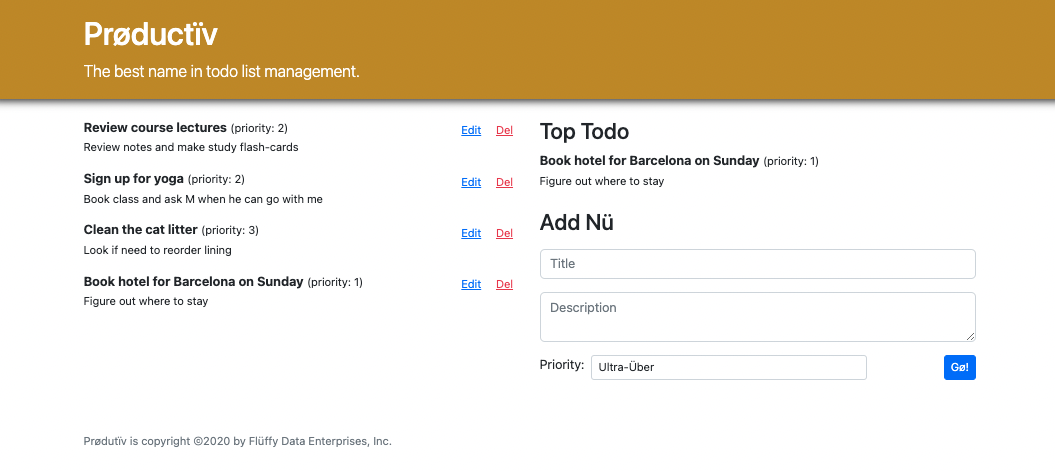 Prøductïv
The best name in todo list management.
Review course lectures (priority: 2)
Edit Del
Review notes and make study flash-cards
Sign up for yoga (priority: 2)
Edit Del
Book class and ask M when he can go with me
Clean the cat litter (priority: 3)
Edit Del
Look if need to reorder lining
Book hotel for Barcelona on Sunday (priority: 1)
Edit Del
Figure out where to stay
Top Todo
Book hotel for Barcelona on Sunday (priority: 1)
Figure out where to stay
Add Nü
Title
Description
Priority: Ultra-Über Gø!
Prødutïv is copyright ©2020 by Flüffy Data Enterprises, Inc.